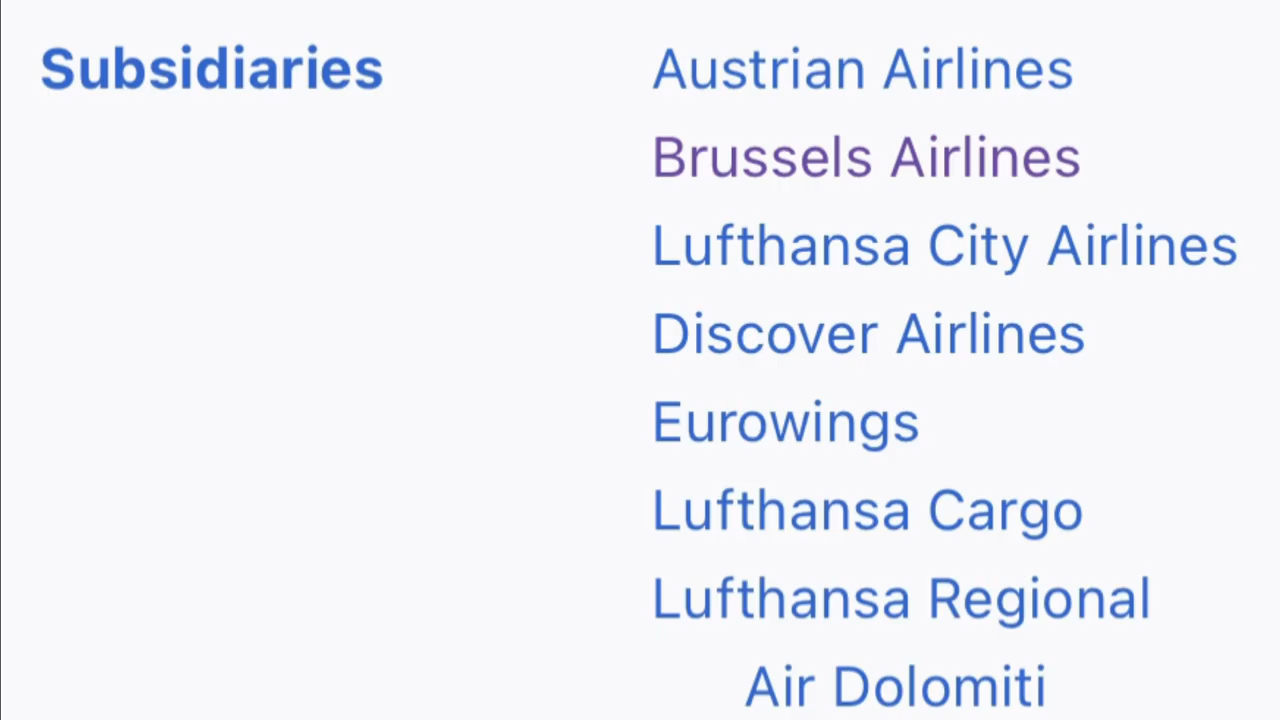 Subsidiaries Austrian Airlines
Brussels Airlines
Lufthansa City Airlines
Discover Airlines
Eurowings
Lufthansa Cargo
Lufthansa Regional
Air Dolomiti